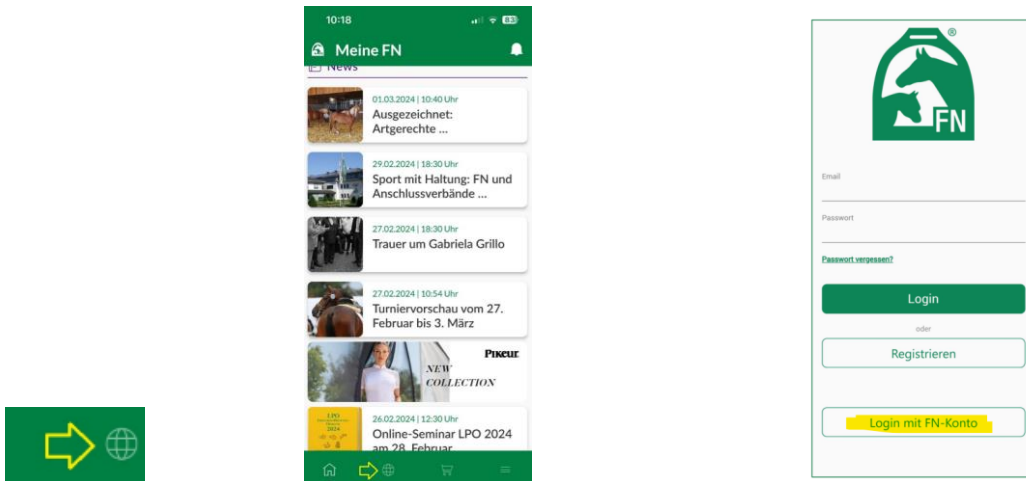 10:18
83
Meine FN
News
01.03.2024 | 10:40 Uhr
Ausgezeichnet:
Artgerechte ...
29.02.2024 | 18:30 Uhr
Sport mit Haltung: FN und
Anschlussverbände ...
27.02.2024 | 18:30 Uhr
Trauer um Gabriela Grillo
27.02.2024 | 10:54 Uhr
Turniervorschau vom 27.
Februar bis 3. März
PIKEUR
NEW
COLLECTION
LPO
2024
26.02.2024 | 12:30 Uhr
Online-Seminar LPO 2024
am 28. Februar
®
FN
Email
Passwort
Passwort vergessen?
Login
oder
Registrieren
Login mit FN-Konto